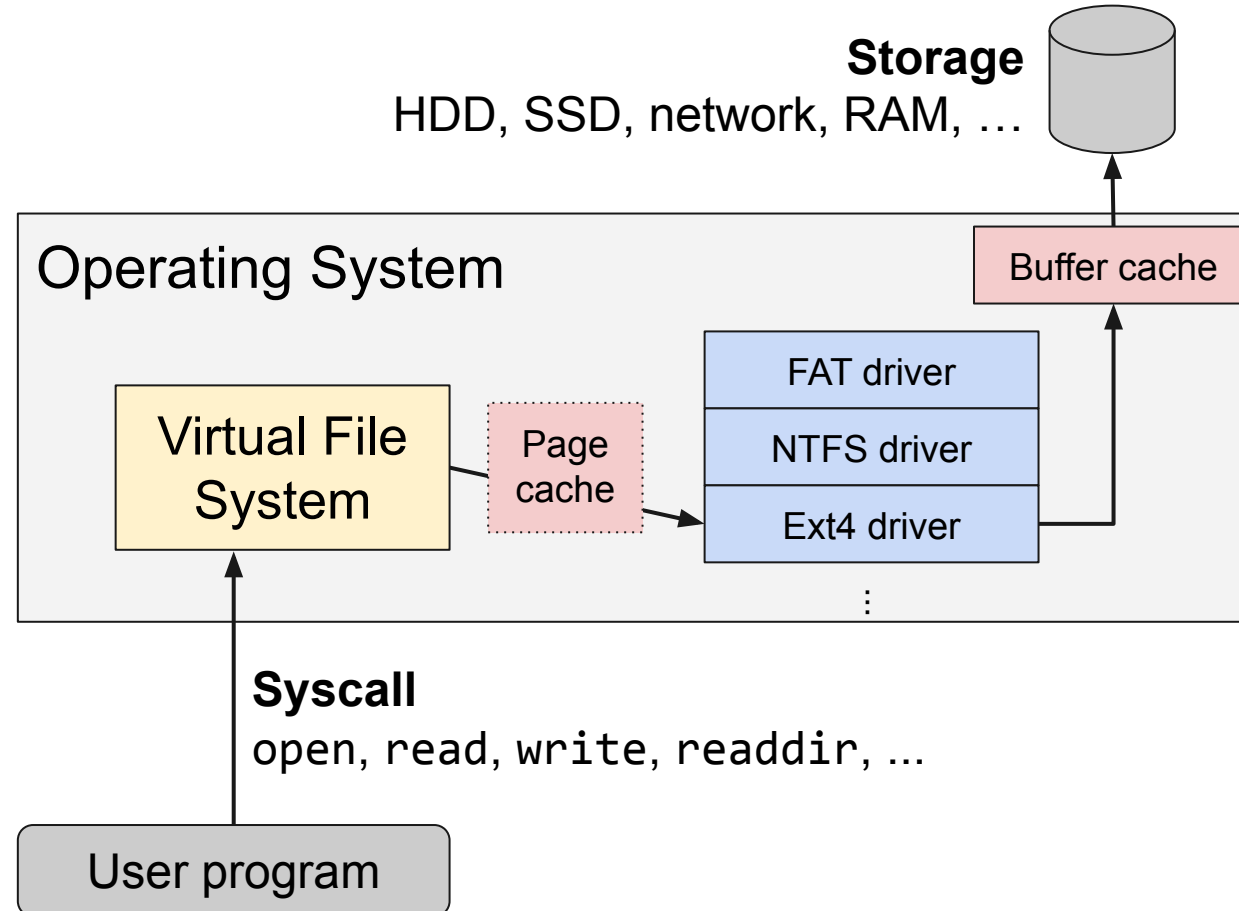 Storage
HDD, SSD, network, RAM, …
Operating System
Buffer cache
FAT driver
Virtual File
System
Page
cache
NTFS driver
Ext4 driver
...
Syscall
open, read, write, readdir, ...
User program